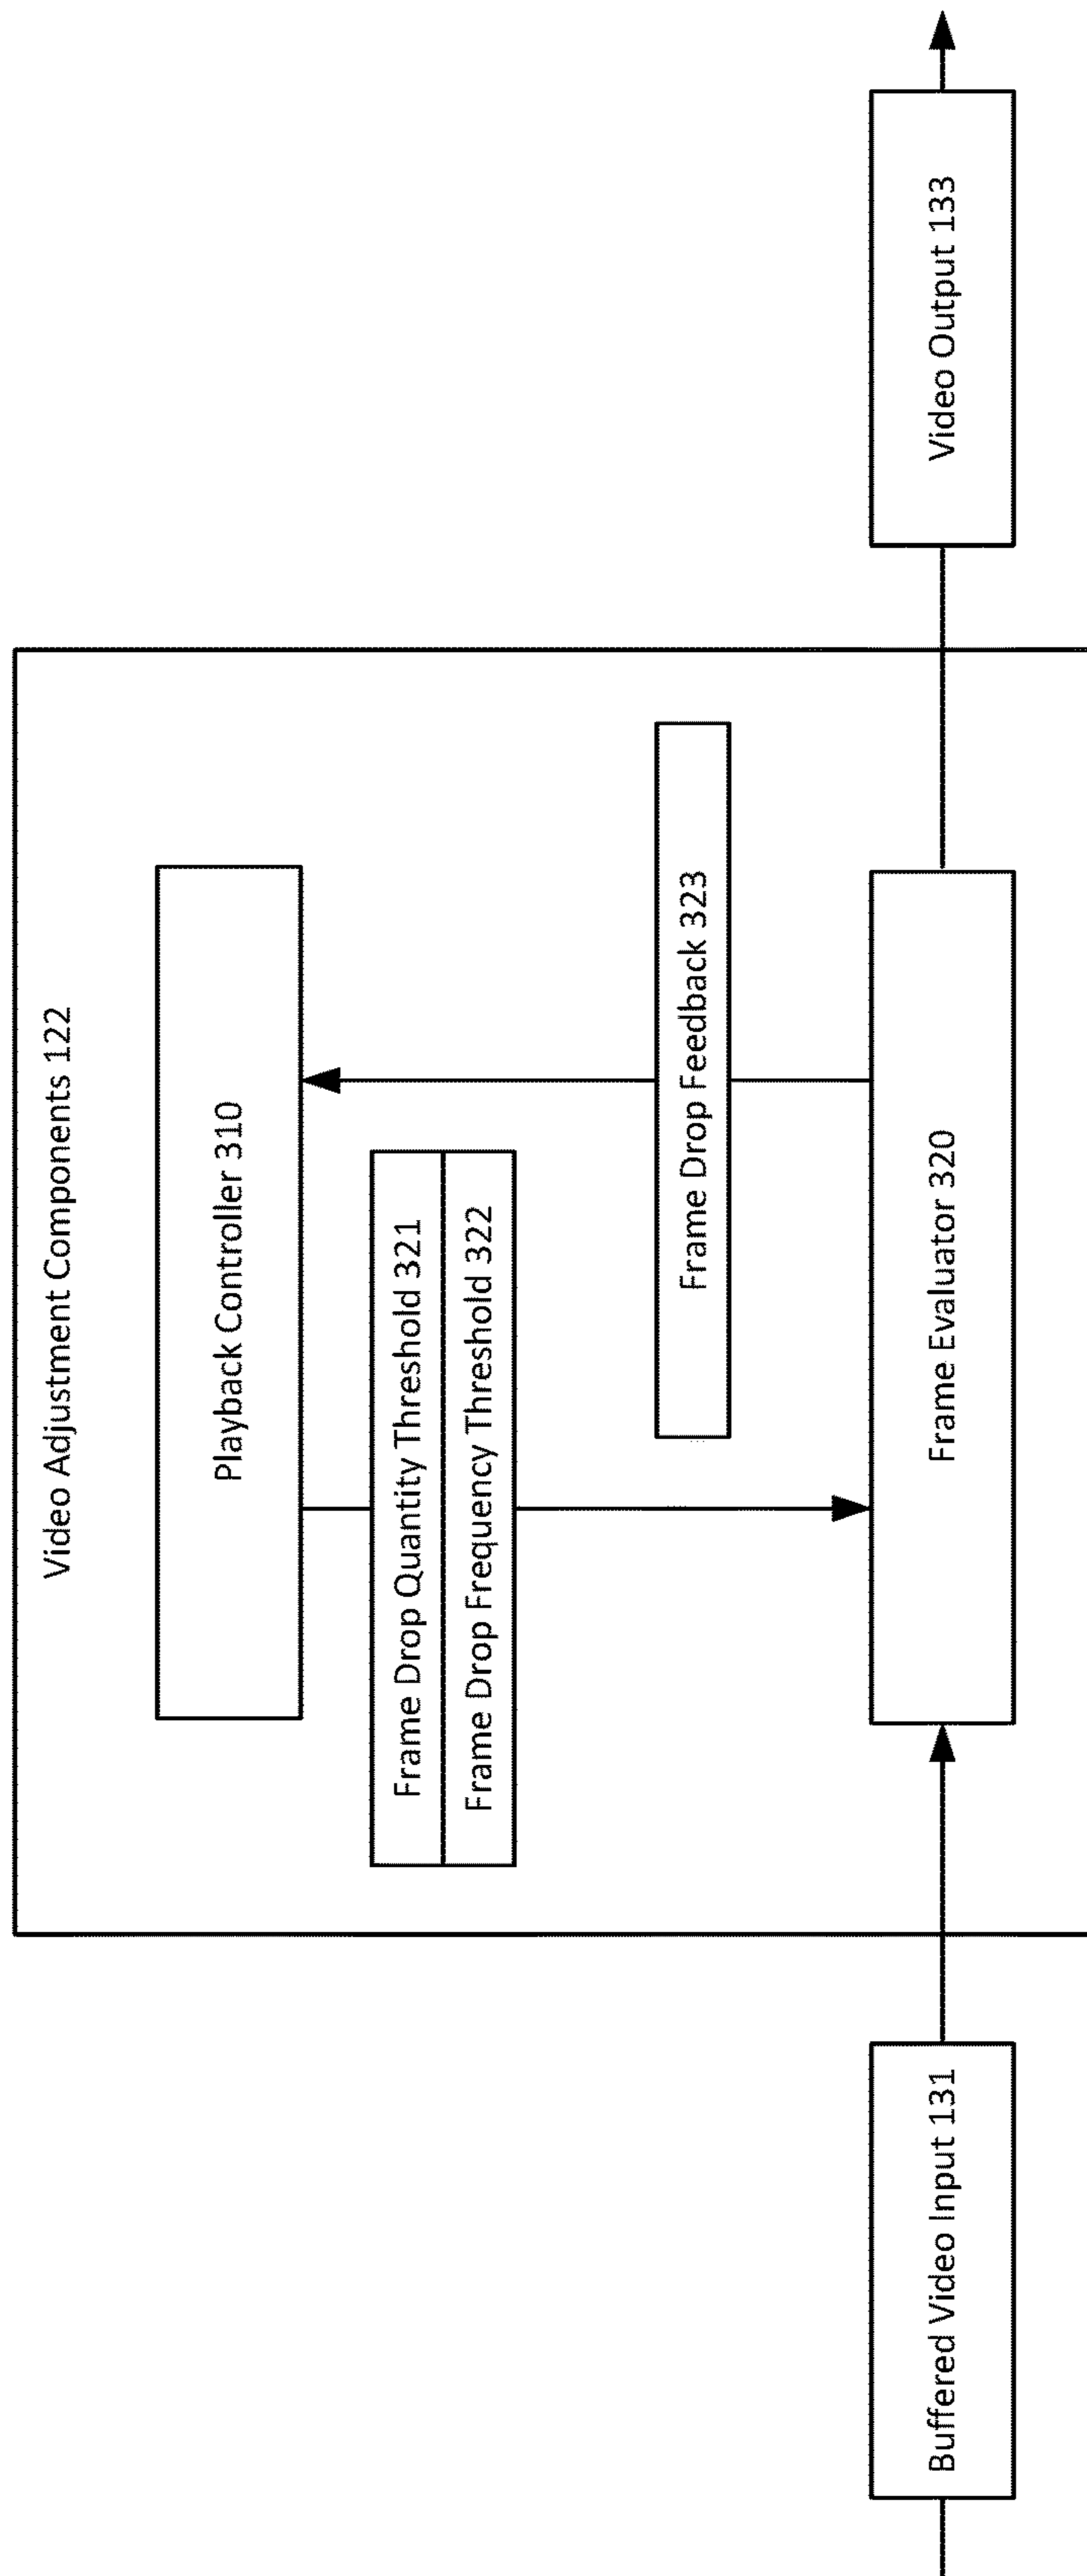 Video Adjustment Components 122
Playback Controller 310
Frame Drop Quantity Threshold 321
Frame Drop Frequency Threshold 322
Frame Drop Feedback 323
Buffered Video Input 131
Frame Evaluator 320
Video Output 133